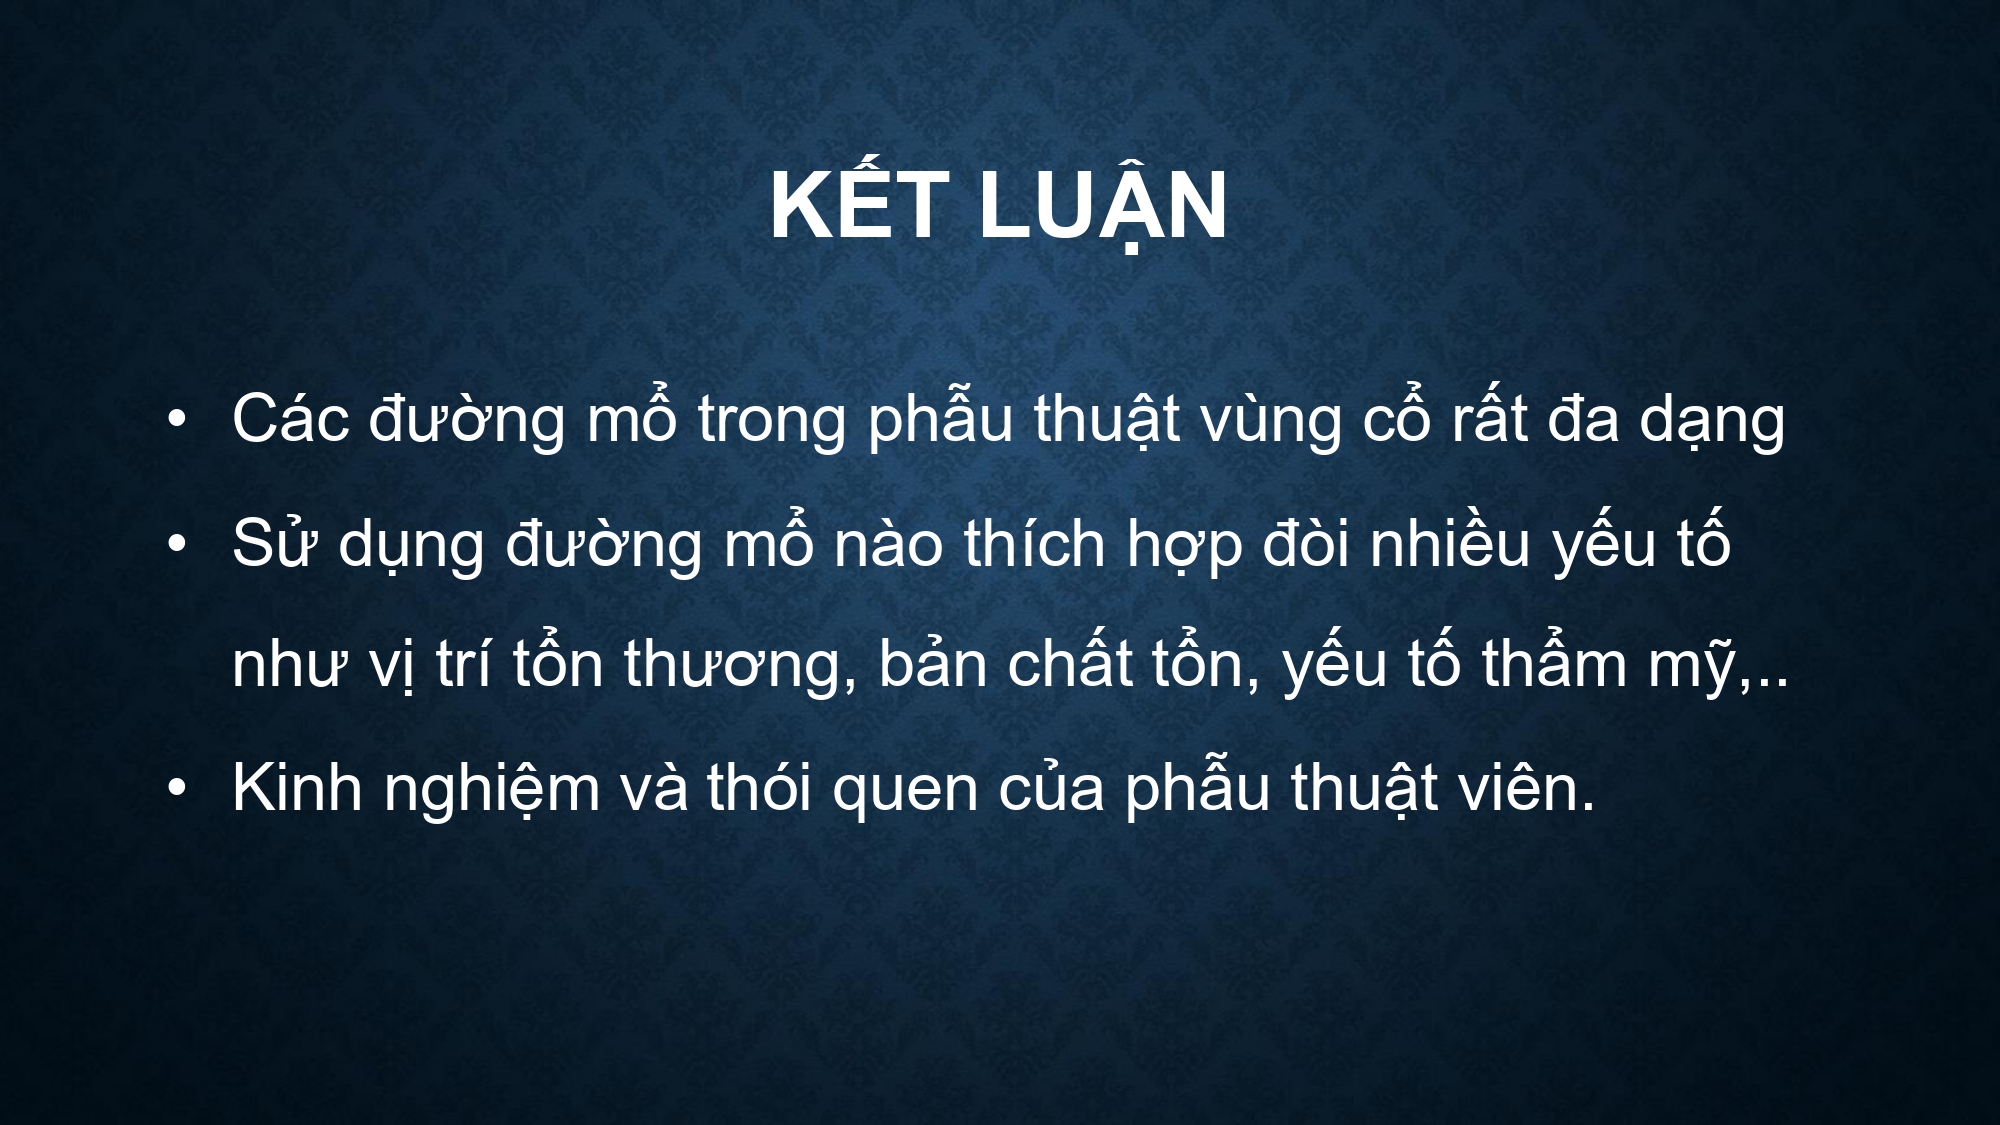 KẾT LUẬN
• Các đường mổ trong phẫu thuật vùng cổ rất đa dạng
• Sử dụng đường mổ nào thích hợp đòi nhiều yếu tố
như vị trí tổn thương, bản chất tổn, yếu tố thẩm mỹ,..
• Kinh nghiệm và thói quen của phẫu thuật viên.